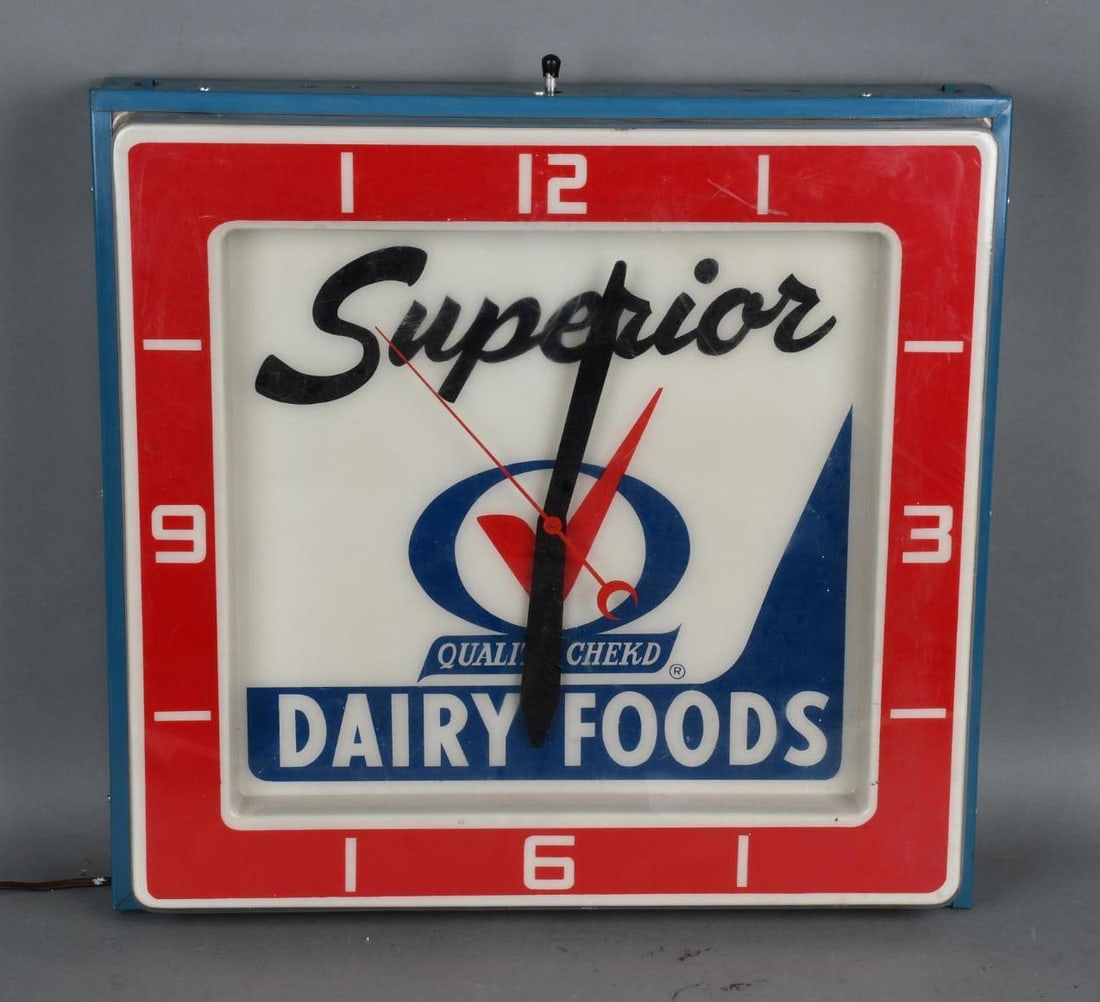 12
Superior
9
3
QUALITY CHEKD
®
DAIRY FOODS
6